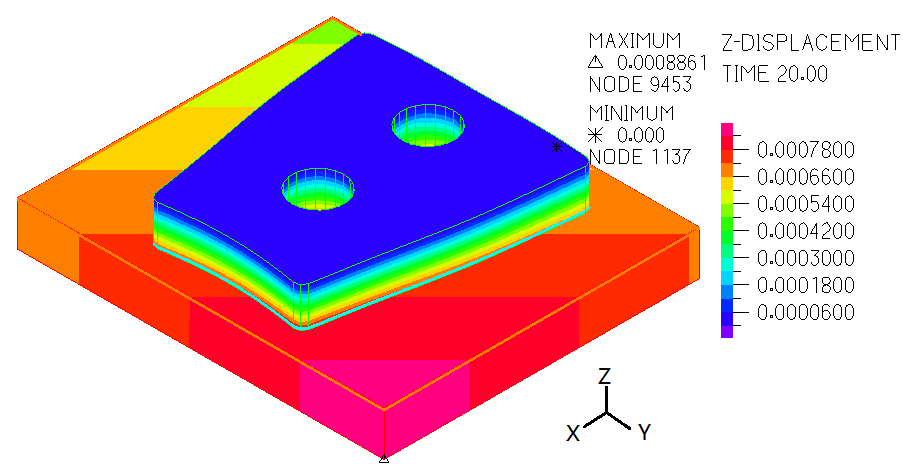 MAXIMUM
△ 0.0008861
NODE 9453
MINIMUM
✳ 0.000
NODE 1137
Z-DISPLACEMENT
TIME 20.00
0.0007800
0.0006600
0.0005400
0.0004200
0.0003000
0.0001800
0.0000600
Z
X
Y